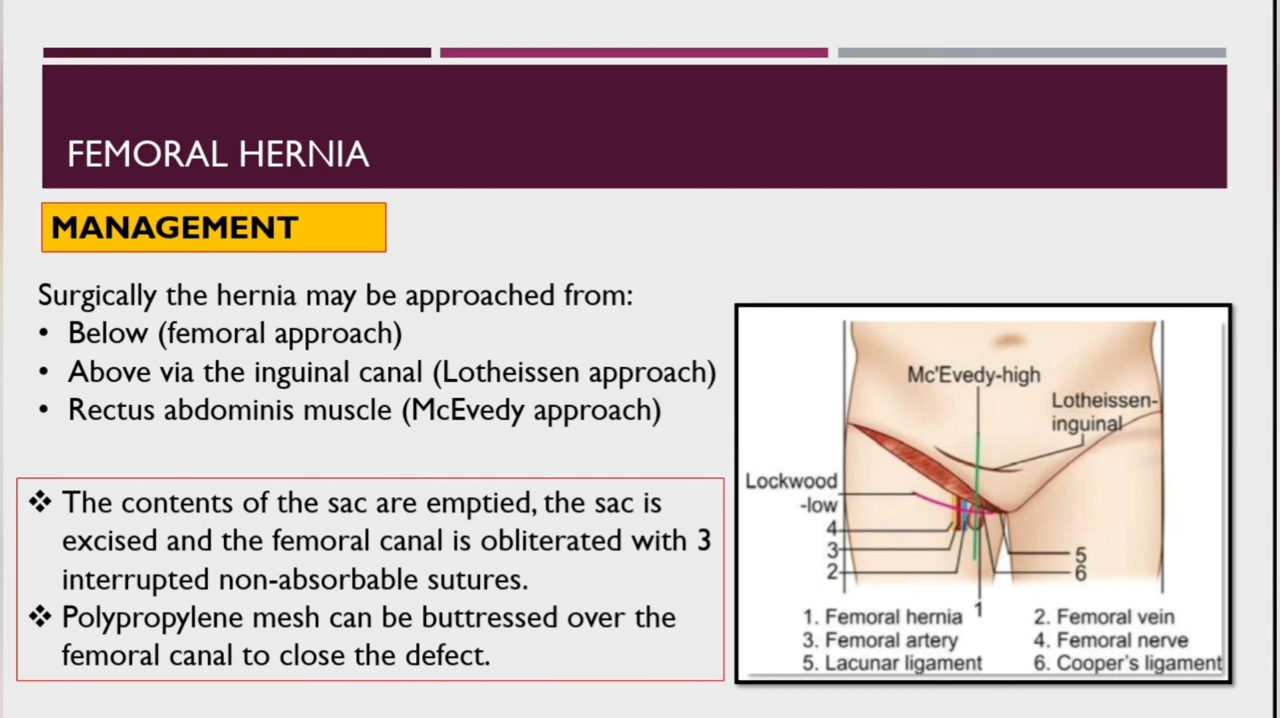 FEMORAL HERNIA
MANAGEMENT
Surgically the hernia may be approached from:
• Below (femoral approach)
• Above via the inguinal canal (Lotheissen approach)
• Rectus abdominis muscle (McEvedy approach)
❖ The contents of the sac are emptied, the sac is
excised and the femoral canal is obliterated with 3
interrupted non-absorbable sutures.
❖ Polypropylene mesh can be buttressed over the
femoral canal to close the defect.
Mc'Evedy-high
Lotheissen-
inguinal
Lockwood
-low
4
3
2
5
6
1
1. Femoral hernia 2. Femoral vein
3. Femoral artery 4. Femoral nerve
5. Lacunar ligament 6. Cooper's ligament